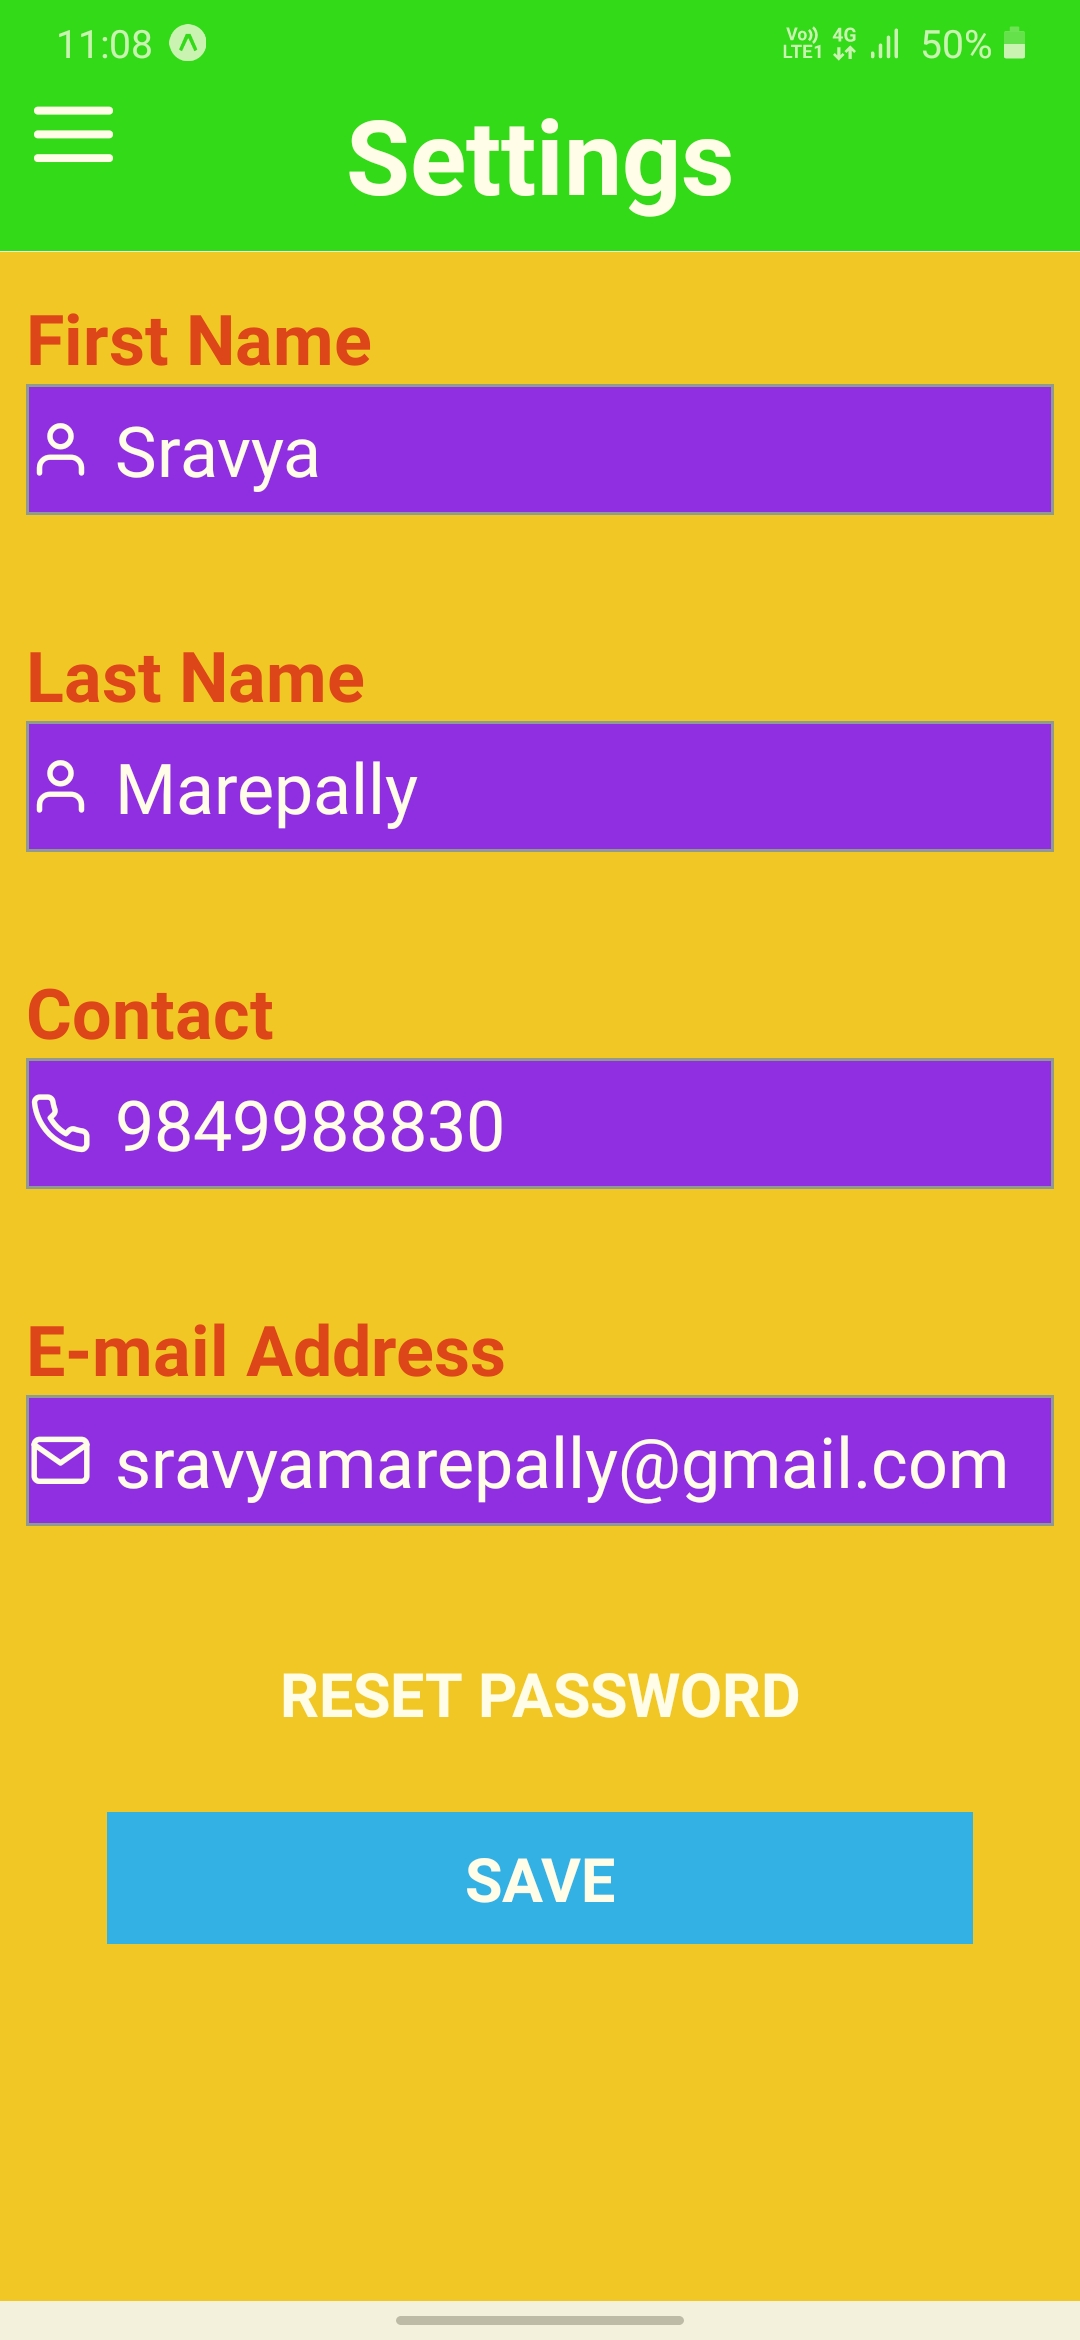 11:08 Vo)) LTE1 4G 50%
Settings
First Name
Sravya
Last Name
Marepally
Contact
9849988830
E-mail Address
sravyamarepally@gmail.com
RESET PASSWORD
SAVE